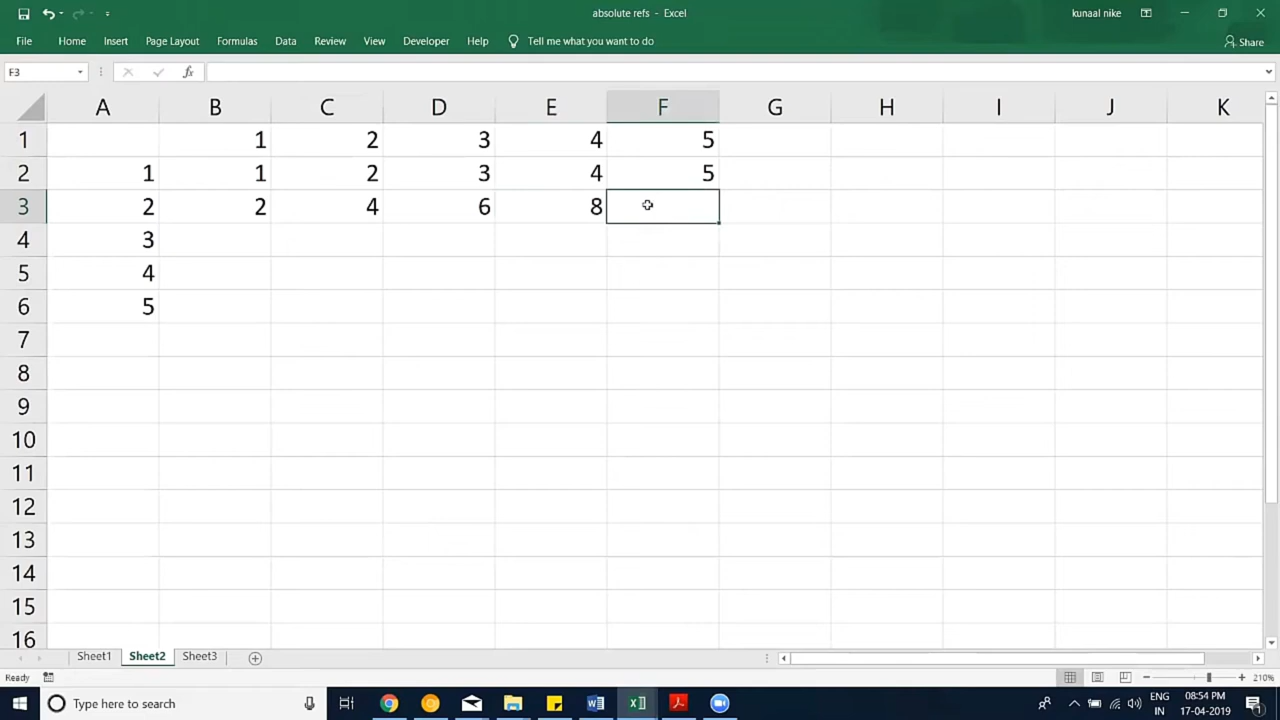 absolute refs - Excel
kunaal nike
File Home Insert Page Layout Formulas Data Review View Developer Help Tell me what you want to do Share
F3 fx
A B C D E F G H I J K
1 1 2 3 4 5
2 1 1 2 3 4 5
3 2 2 4 6 8
4 3
5 4
6 5
7
8
9
10
11
12
13
14
15
16
Sheet1 Sheet2 Sheet3
Ready 210%
Type here to search
ENG 08:54 PM
IN 17-04-2019